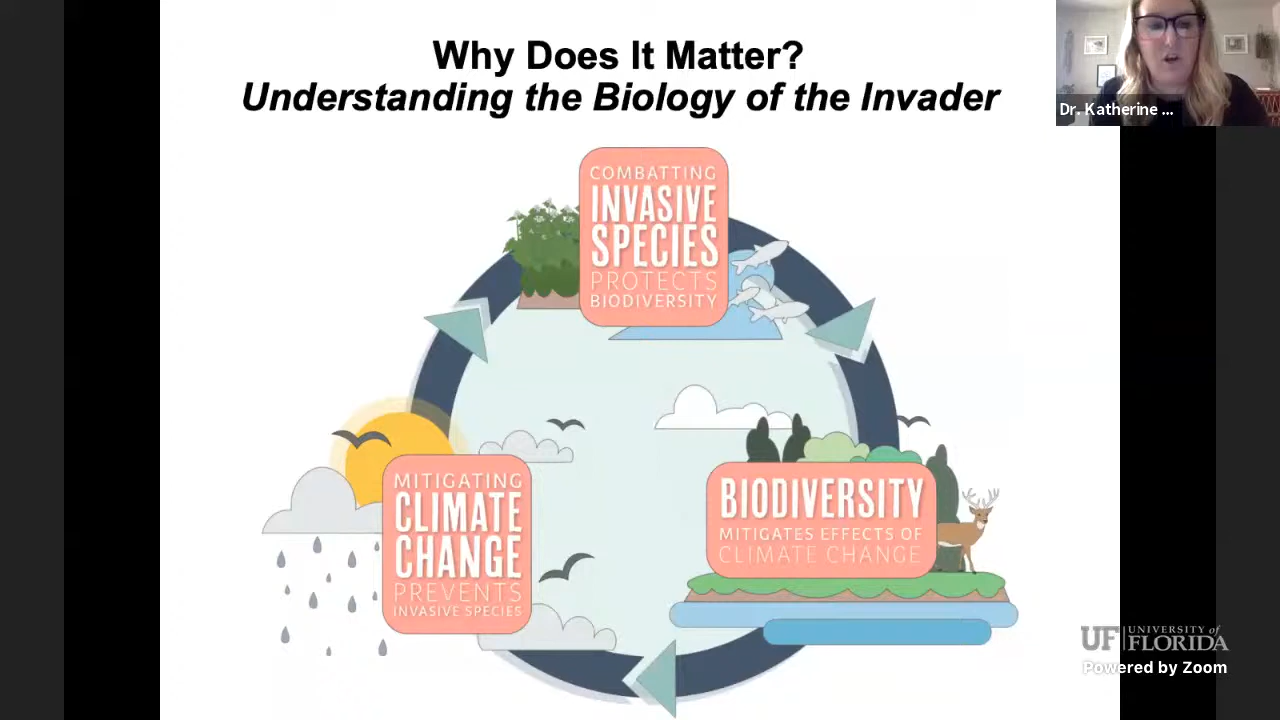 Why Does It Matter?
Understanding the Biology of the Invader
Dr. Katherine ...
COMBATTING
INVASIVE
SPECIES
PROTECTS
BIODIVERSITY
MITIGATING
CLIMATE
CHANGE
PREVENTS
INVASIVE SPECIES
BIODIVERSITY
MITIGATES EFFECTS OF
CLIMATE CHANGE
UF UNIVERSITY of
FLORIDA
Powered by Zoom